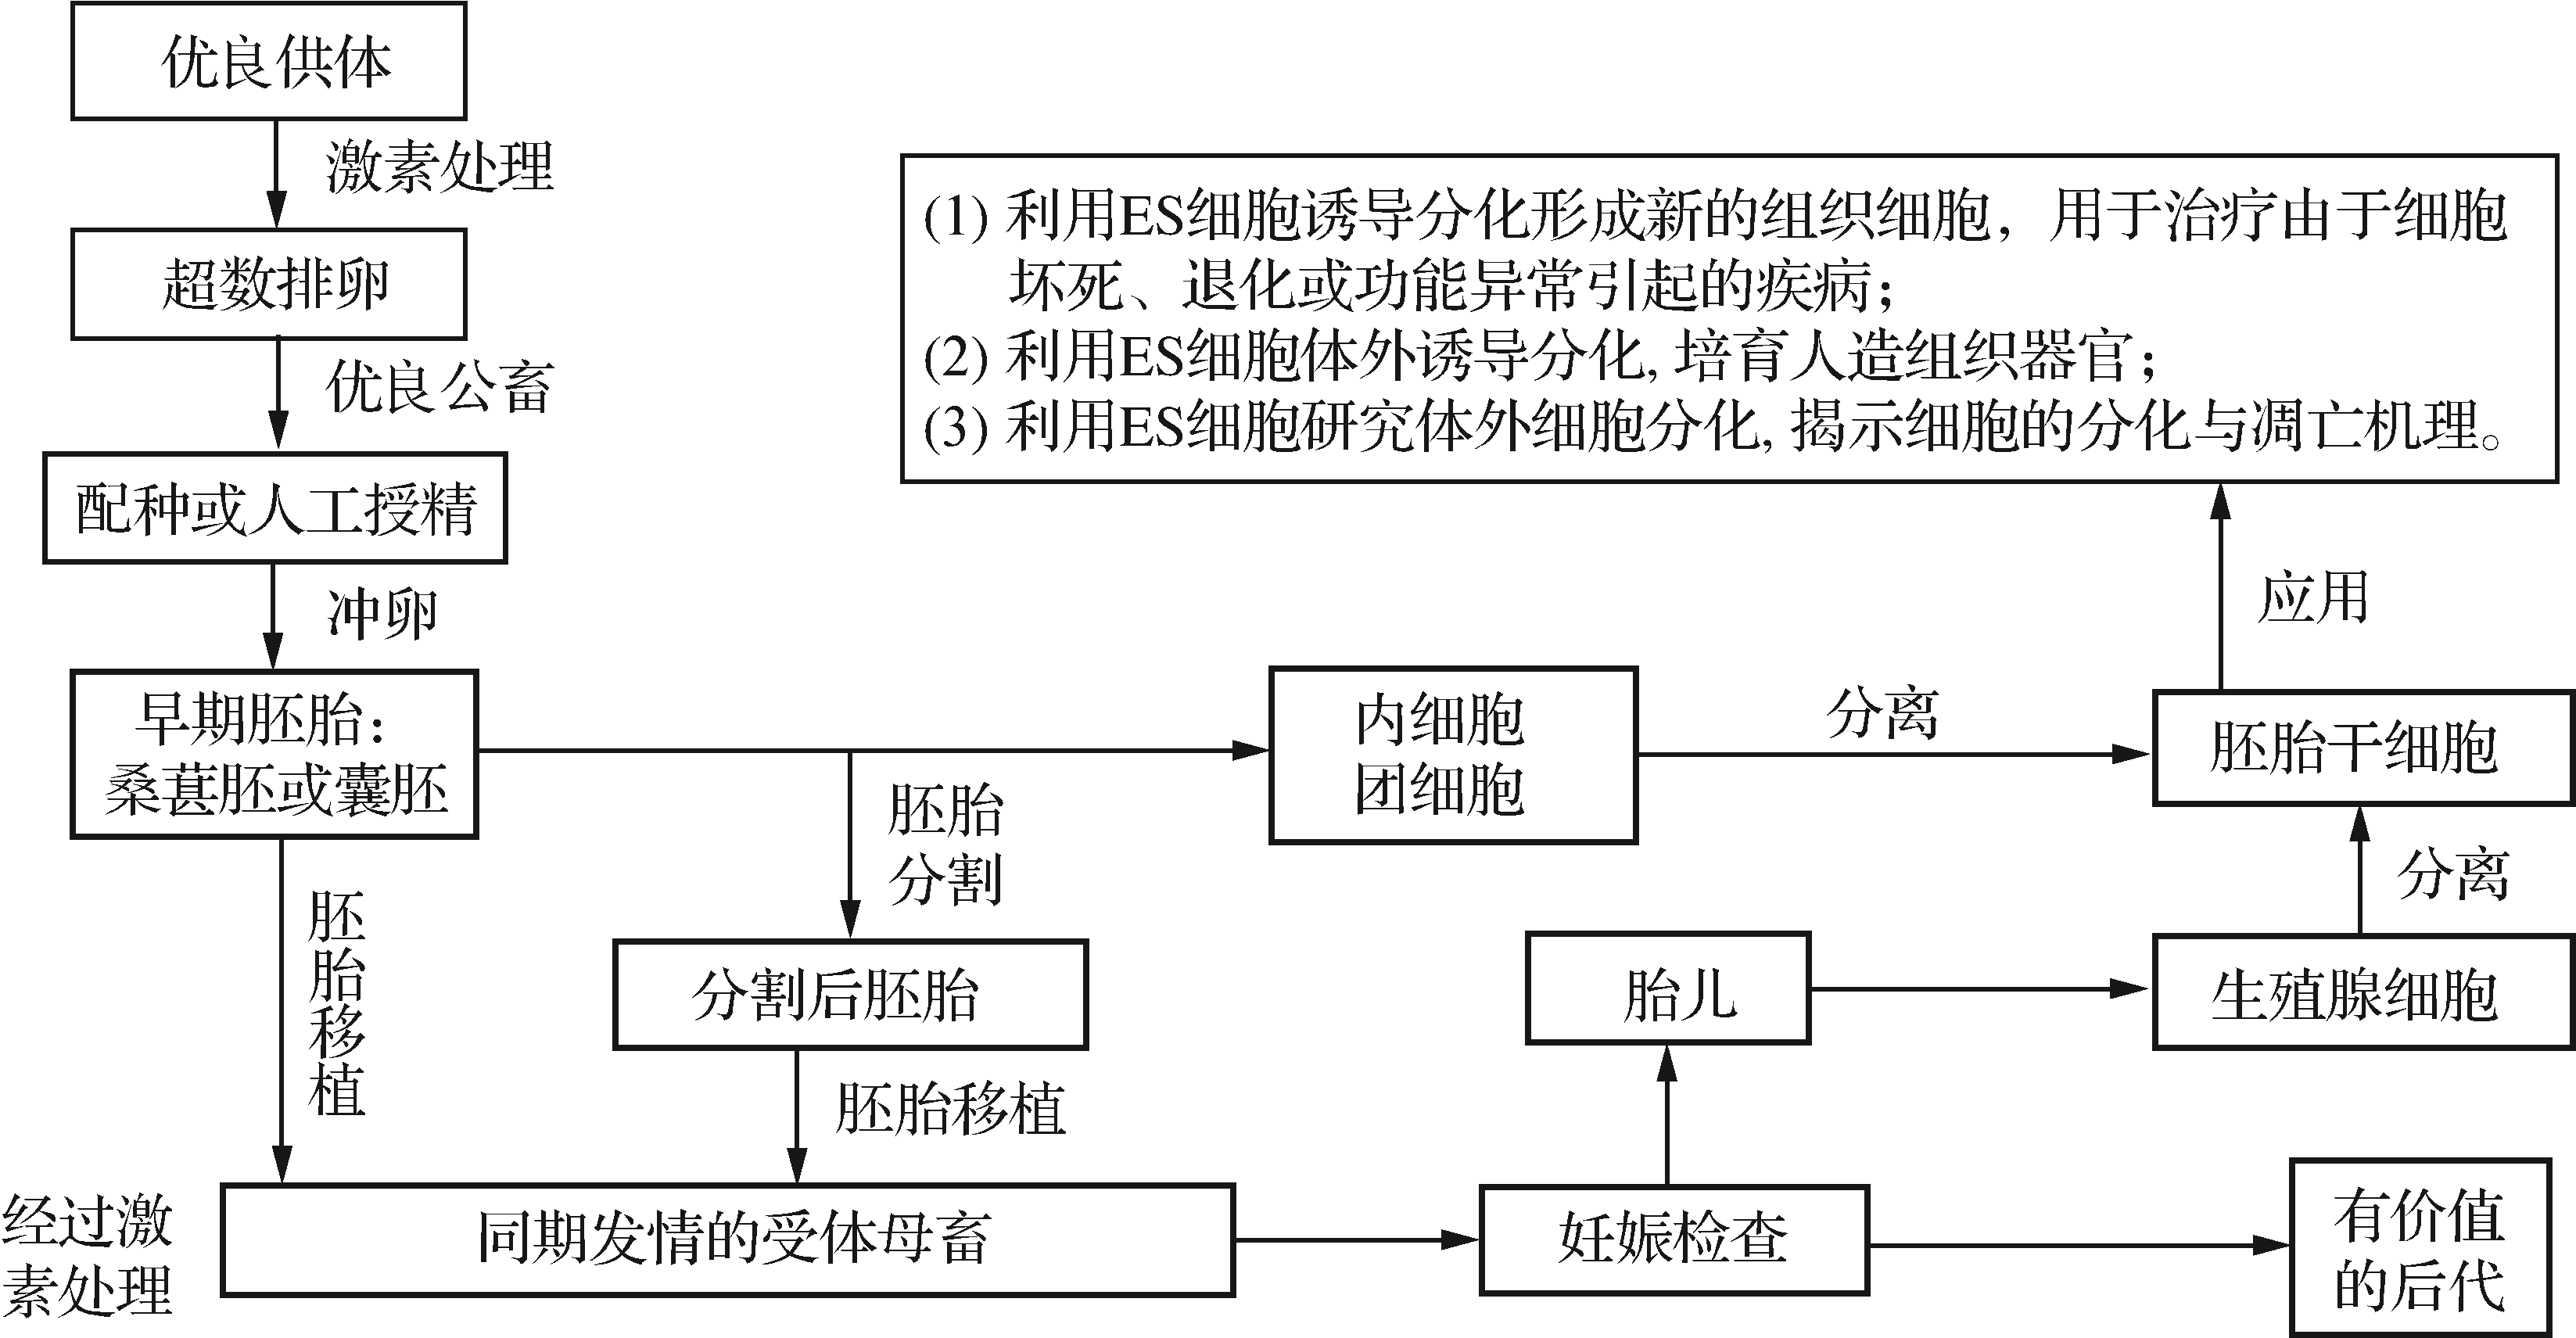 优良供体
激素处理
超数排卵
优良公畜
配种或人工授精
冲卵
早期胚胎：
桑葚胚或囊胚
胚胎移植
胚胎
分割
分割后胚胎
胚胎移植
经过激
素处理
同期发情的受体母畜
妊娠检查
有价值
的后代
胎儿
生殖腺细胞
分离
内细胞
团细胞
分离
胚胎干细胞
应用
(1) 利用ES细胞诱导分化形成新的组织细胞，用于治疗由于细胞
坏死、退化或功能异常引起的疾病；
(2) 利用ES细胞体外诱导分化, 培育人造组织器官；
(3) 利用ES细胞研究体外细胞分化, 揭示细胞的分化与凋亡机理。